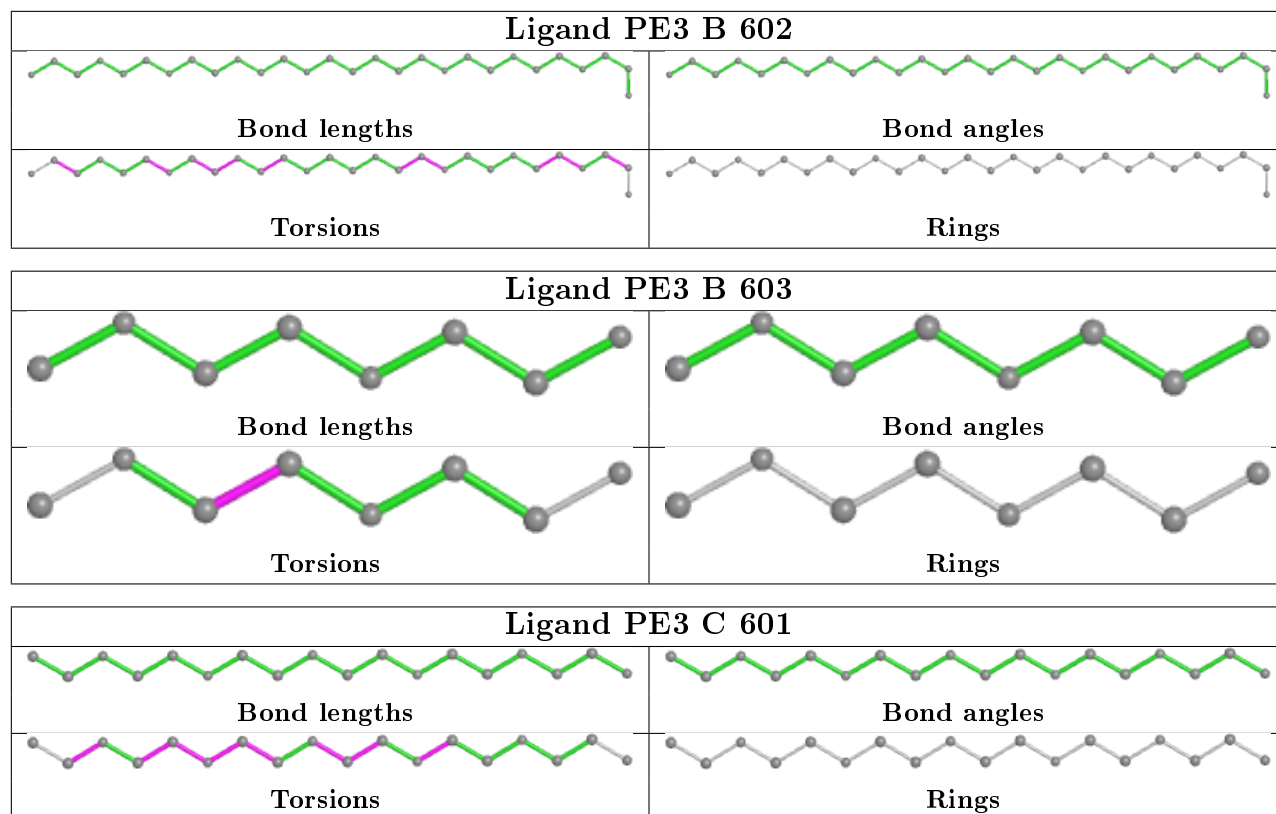 Ligand PE3 B 602
Bond lengths Bond angles
Torsions Rings
Ligand PE3 B 603
Bond lengths Bond angles
Torsions Rings
Ligand PE3 C 601
Bond lengths Bond angles
Torsions Rings